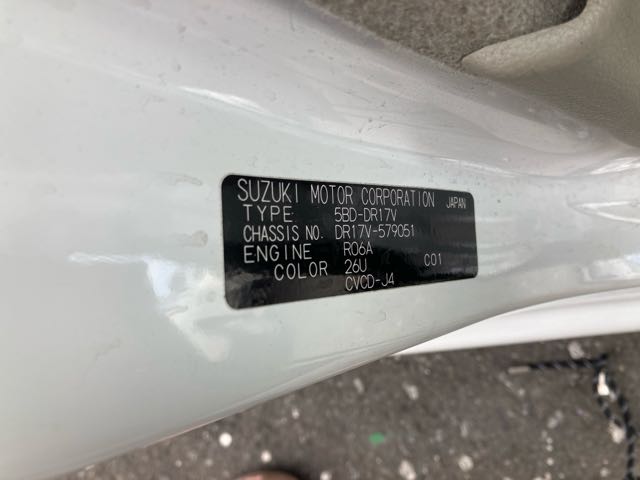 SUZUKI MOTOR CORPORATION JAPAN
TYPE 5BD-DR17V
CHASSIS NO. DR17V-579051
ENGINE R06A
COLOR 26U C01
CVCD-J4